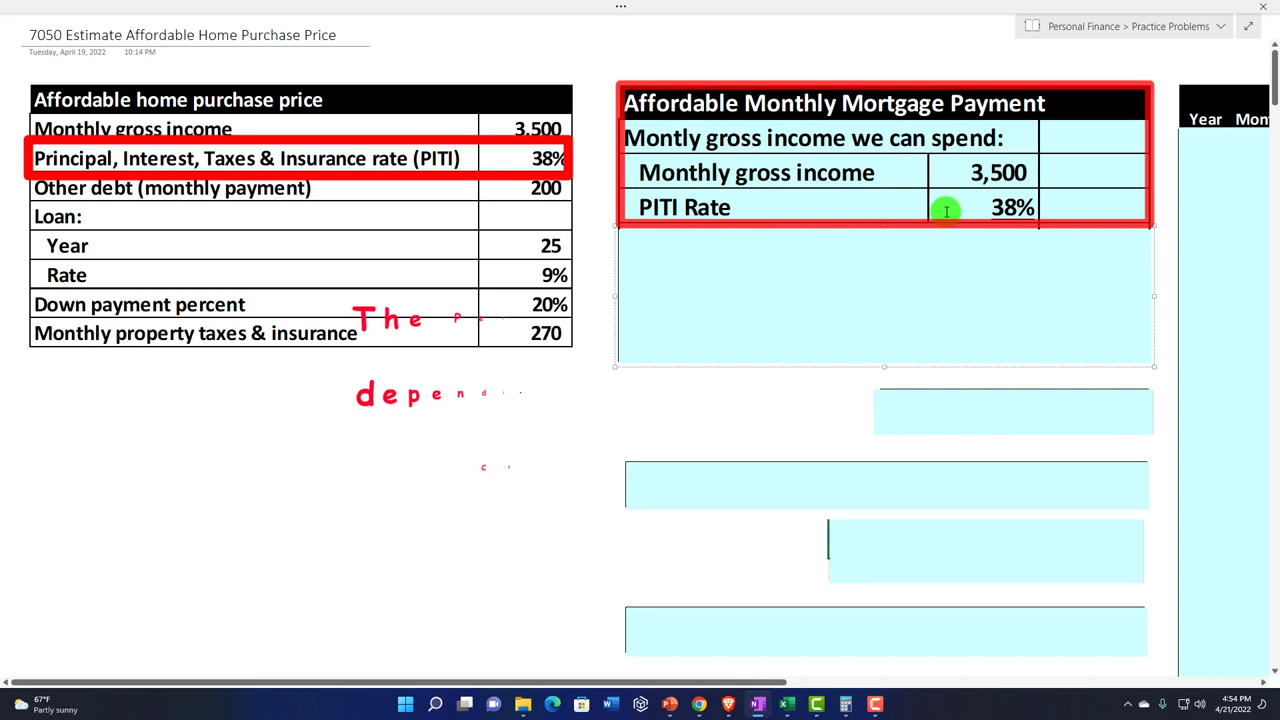 7050 Estimate Affordable Home Purchase Price
Tuesday, April 19, 2022 10:14 PM
Personal Finance > Practice Problems
Affordable home purchase price
Monthly gross income 3,500
Principal, Interest, Taxes & Insurance rate (PITI) 38%
Other debt (monthly payment) 200
Loan:
Year 25
Rate 9%
Down payment percent 20%
Monthly property taxes & insurance 270
The
depen
Affordable Monthly Mortgage Payment
Montly gross income we can spend:
Monthly gross income 3,500
PITI Rate 38%
Year Mon
67°F
Partly sunny
4:54 PM
4/21/2022